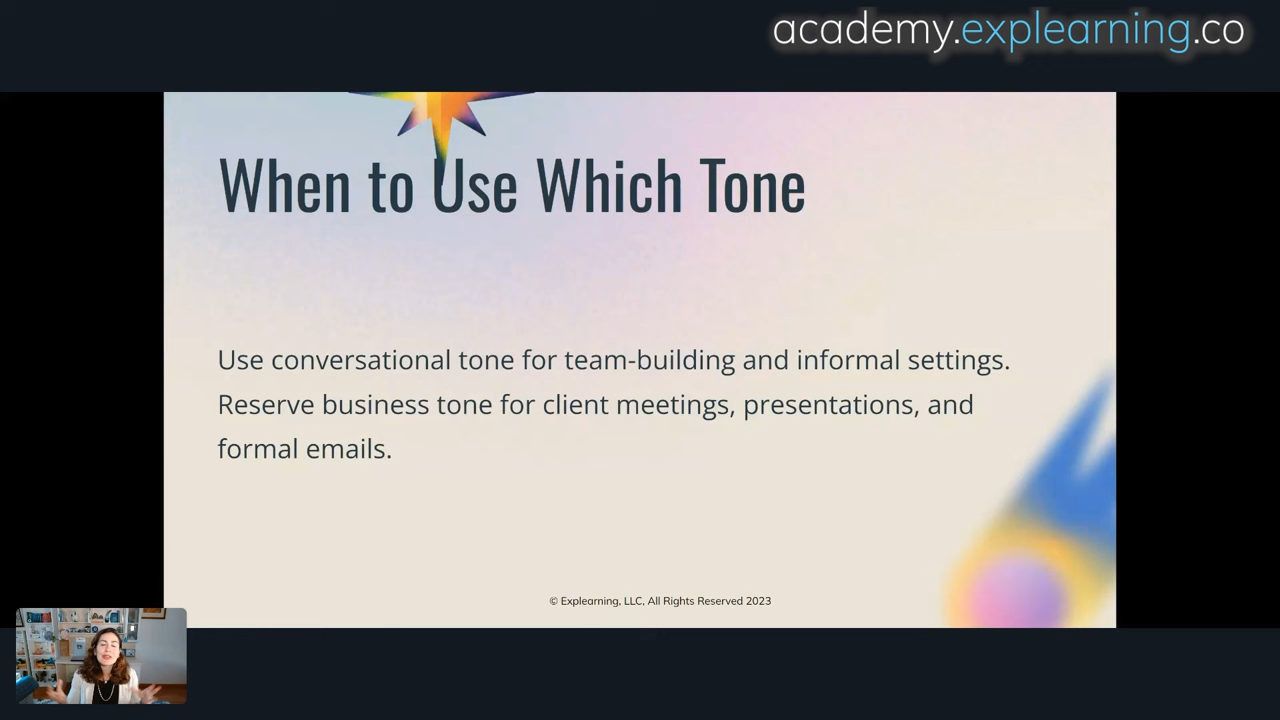 academy.explearning.co
When to Use Which Tone
Use conversational tone for team-building and informal settings.
Reserve business tone for client meetings, presentations, and
formal emails.
© Explearning, LLC, All Rights Reserved 2023